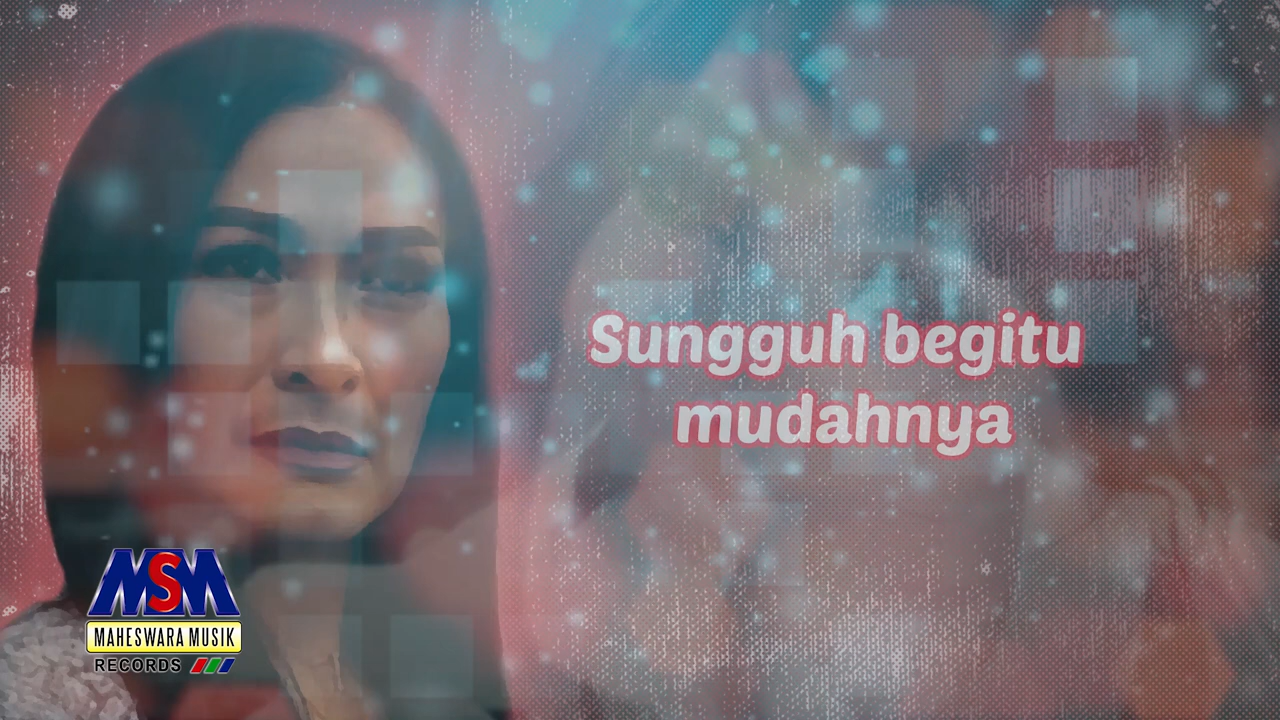 Sungguh begitu
mudahnya
MSM
MAHESWARA MUSIK
RECORDS